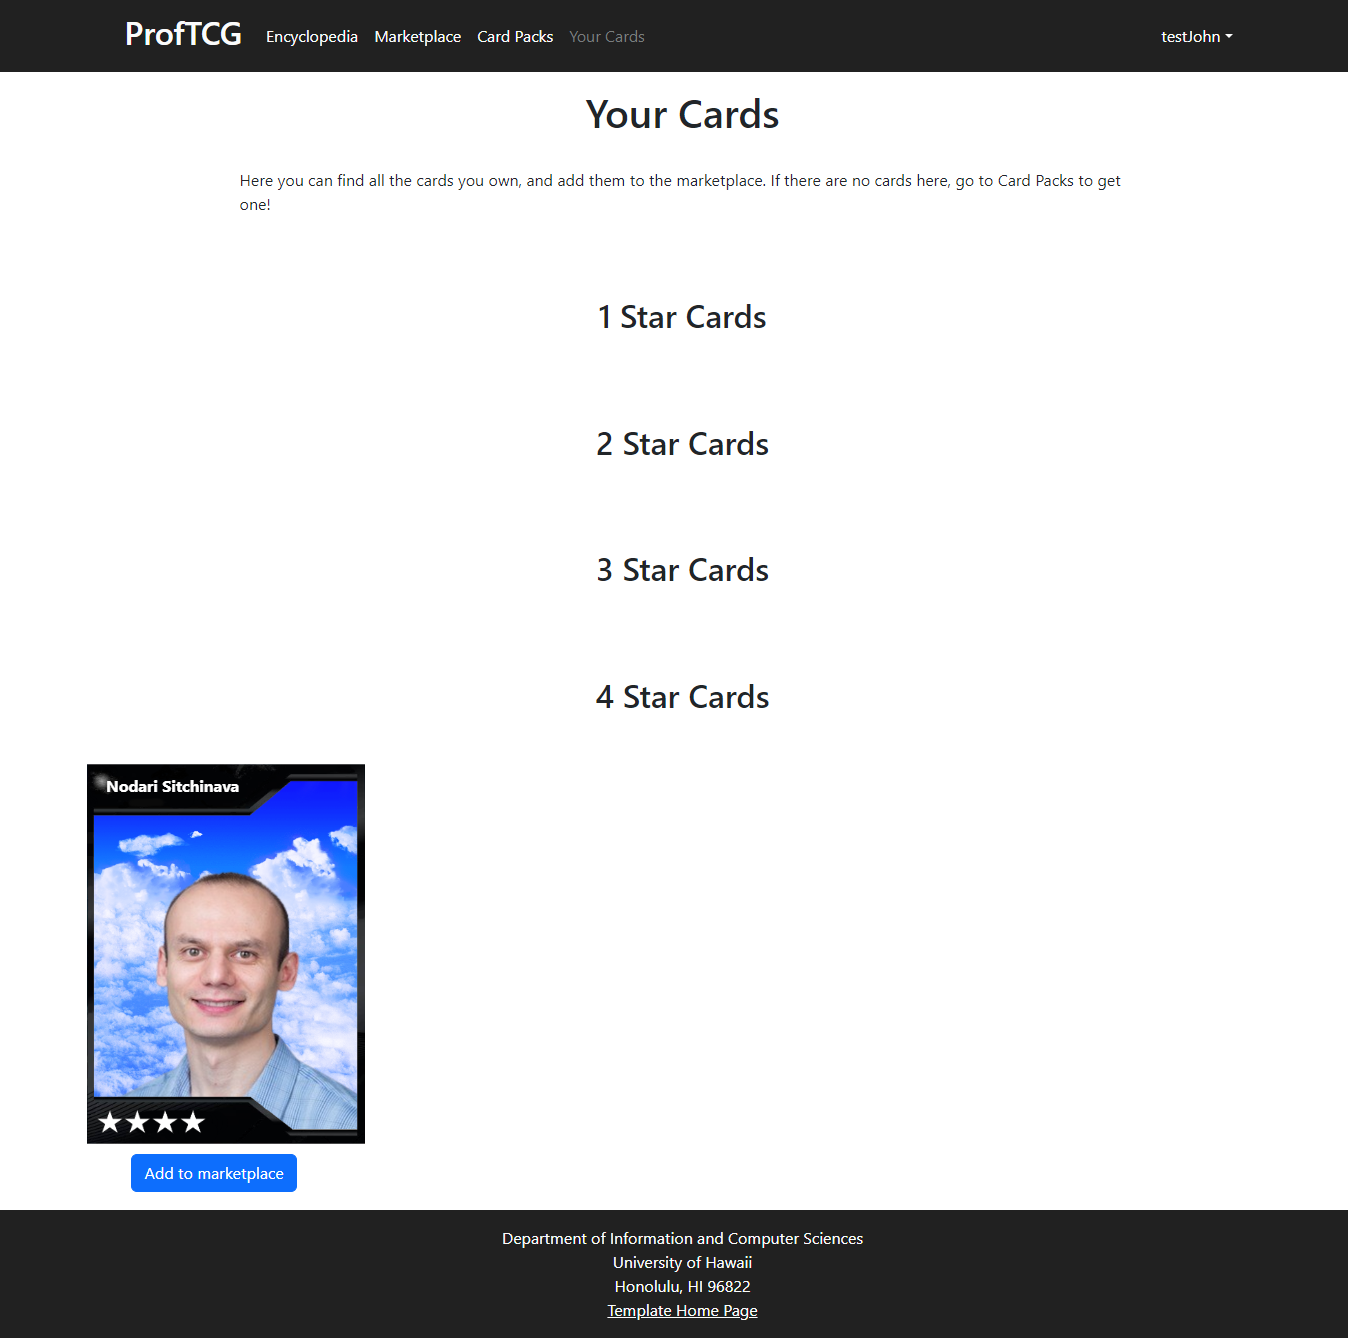 ProfTCG Encyclopedia Marketplace Card Packs Your Cards testJohn
Your Cards
Here you can find all the cards you own, and add them to the marketplace. If there are no cards here, go to Card Packs to get
one!
1 Star Cards
2 Star Cards
3 Star Cards
4 Star Cards
Nodari Sitchinava
Add to marketplace
Department of Information and Computer Sciences
University of Hawaii
Honolulu, HI 96822
Template Home Page